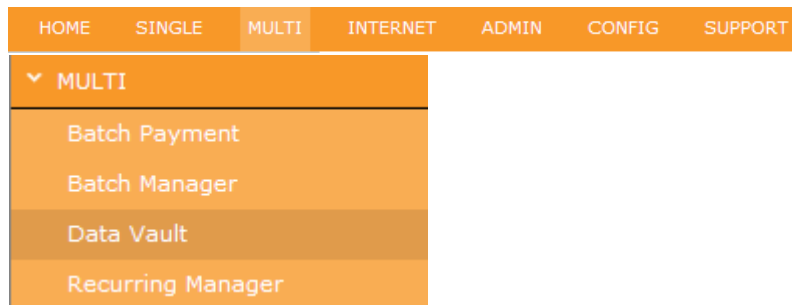 HOME SINGLE MULTI INTERNET ADMIN CONFIG SUPPORT
MULTI
Batch Payment
Batch Manager
Data Vault
Recurring Manager